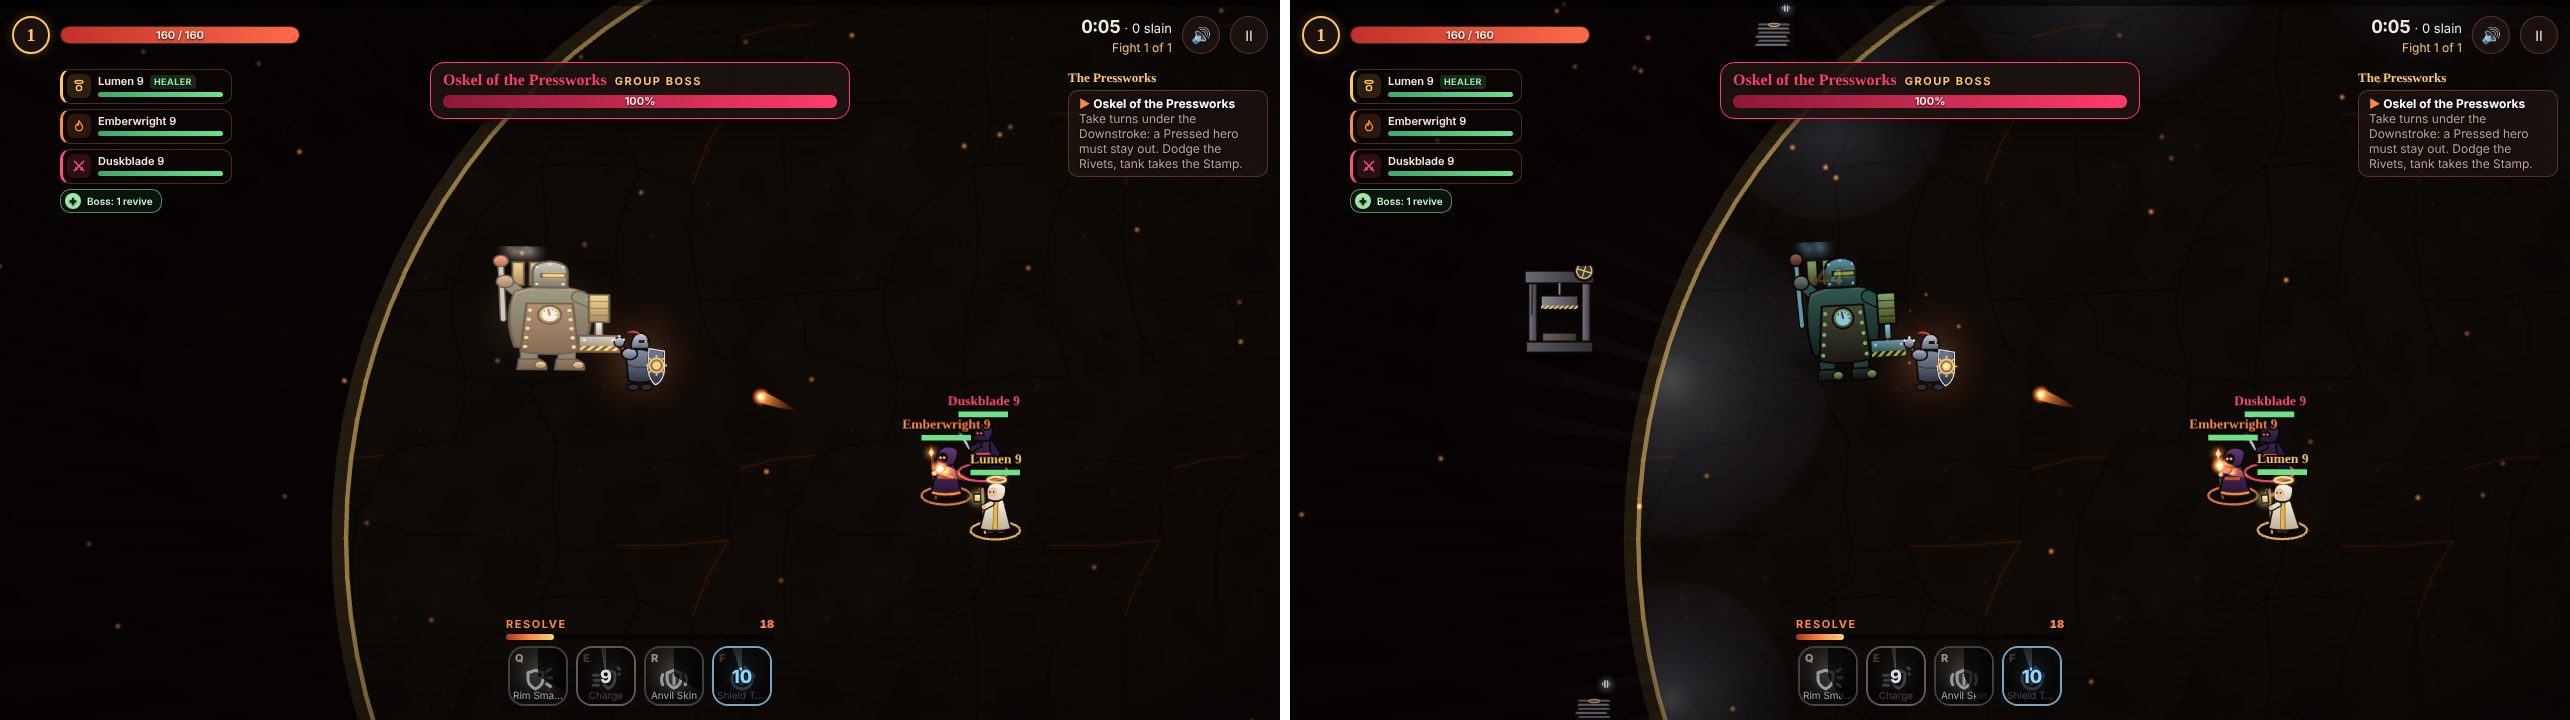 1
160 / 160
0:05 · 0 slain
Fight 1 of 1
Lumen 9 HEALER
Emberwright 9
Duskblade 9
Boss: 1 revive
Oskel of the Pressworks GROUP BOSS
100%
The Pressworks
Oskel of the Pressworks
Take turns under the
Downstroke: a Pressed hero
must stay out. Dodge the
Rivets, tank takes the Stamp.
Duskblade 9
Emberwright 9
Lumen 9
RESOLVE 18
Q E R F
9 10
Rim Sma... Charge Anvil Skin Shield T...
1
160 / 160
0:05 · 0 slain
Fight 1 of 1
Lumen 9 HEALER
Emberwright 9
Duskblade 9
Boss: 1 revive
Oskel of the Pressworks GROUP BOSS
100%
The Pressworks
Oskel of the Pressworks
Take turns under the
Downstroke: a Pressed hero
must stay out. Dodge the
Rivets, tank takes the Stamp.
Duskblade 9
Emberwright 9
Lumen 9
RESOLVE 18
Q E R F
9 10
Rim Sma... Charge Anvil Skin Shield T...